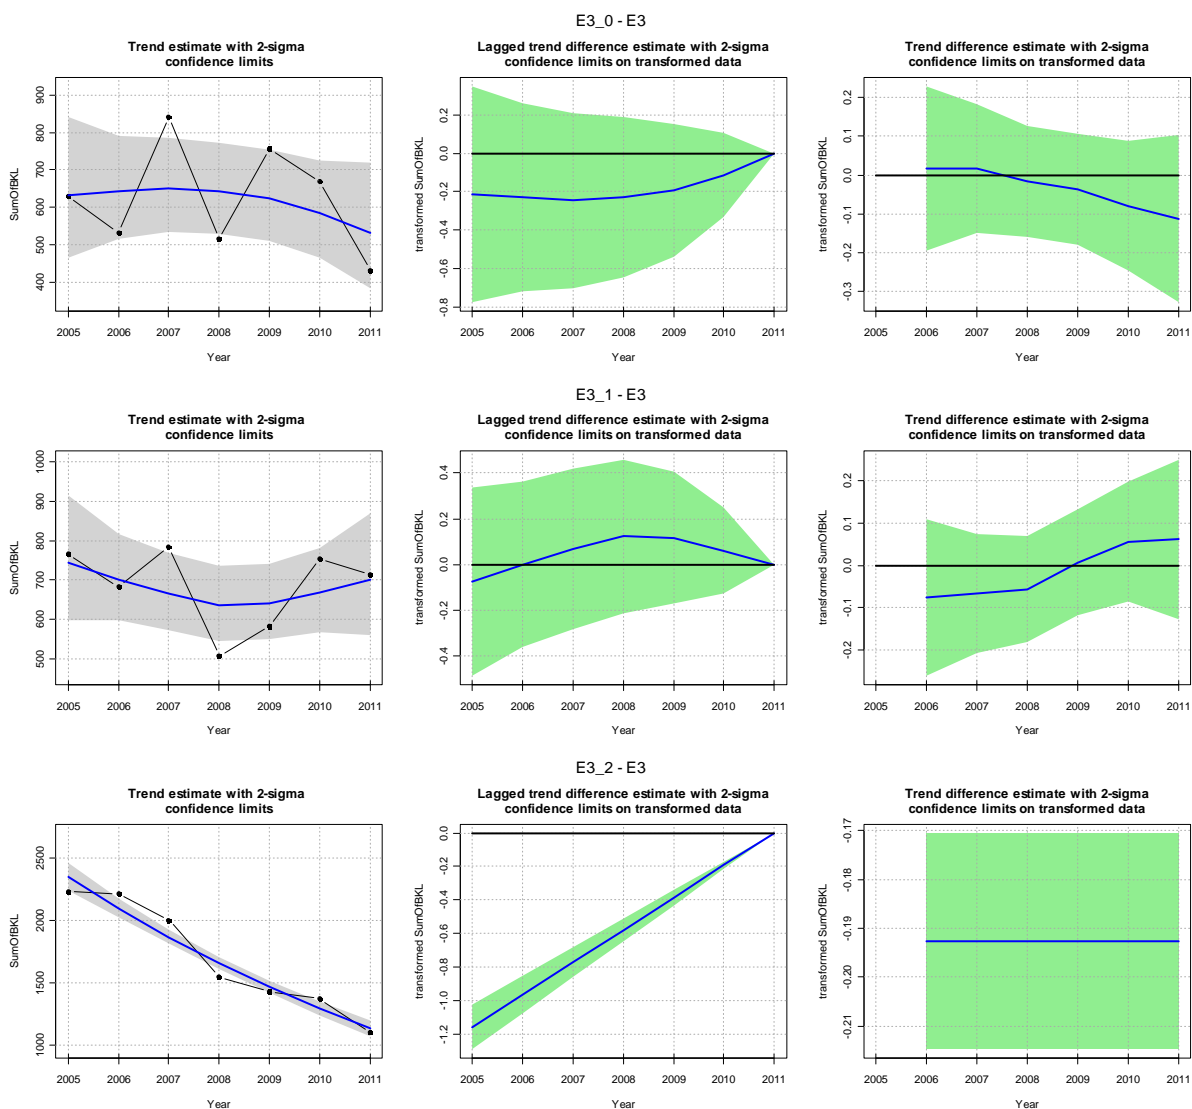 E3_0 - E3
Trend estimate with 2-sigma
confidence limits
SumOfBKL
900
800
700
600
500
400
2005 2006 2007 2008 2009 2010 2011
Year
Lagged trend difference estimate with 2-sigma
confidence limits on transformed data
transformed SumOfBKL
0.2
0.0
-0.2
-0.4
-0.6
-0.8
2005 2006 2007 2008 2009 2010 2011
Year
Trend difference estimate with 2-sigma
confidence limits on transformed data
transformed SumOfBKL
0.2
0.1
0.0
-0.1
-0.2
-0.3
2005 2006 2007 2008 2009 2010 2011
Year
E3_1 - E3
Trend estimate with 2-sigma
confidence limits
SumOfBKL
1000
900
800
700
600
500
2005 2006 2007 2008 2009 2010 2011
Year
Lagged trend difference estimate with 2-sigma
confidence limits on transformed data
transformed SumOfBKL
0.4
0.2
0.0
-0.2
-0.4
2005 2006 2007 2008 2009 2010 2011
Year
Trend difference estimate with 2-sigma
confidence limits on transformed data
transformed SumOfBKL
0.2
0.1
0.0
-0.1
-0.2
2005 2006 2007 2008 2009 2010 2011
Year
E3_2 - E3
Trend estimate with 2-sigma
confidence limits
SumOfBKL
2500
2000
1500
1000
2005 2006 2007 2008 2009 2010 2011
Year
Lagged trend difference estimate with 2-sigma
confidence limits on transformed data
transformed SumOfBKL
0.0
-0.2
-0.4
-0.6
-0.8
-1.0
-1.2
2005 2006 2007 2008 2009 2010 2011
Year
Trend difference estimate with 2-sigma
confidence limits on transformed data
transformed SumOfBKL
-0.17
-0.18
-0.19
-0.20
-0.21
2005 2006 2007 2008 2009 2010 2011
Year